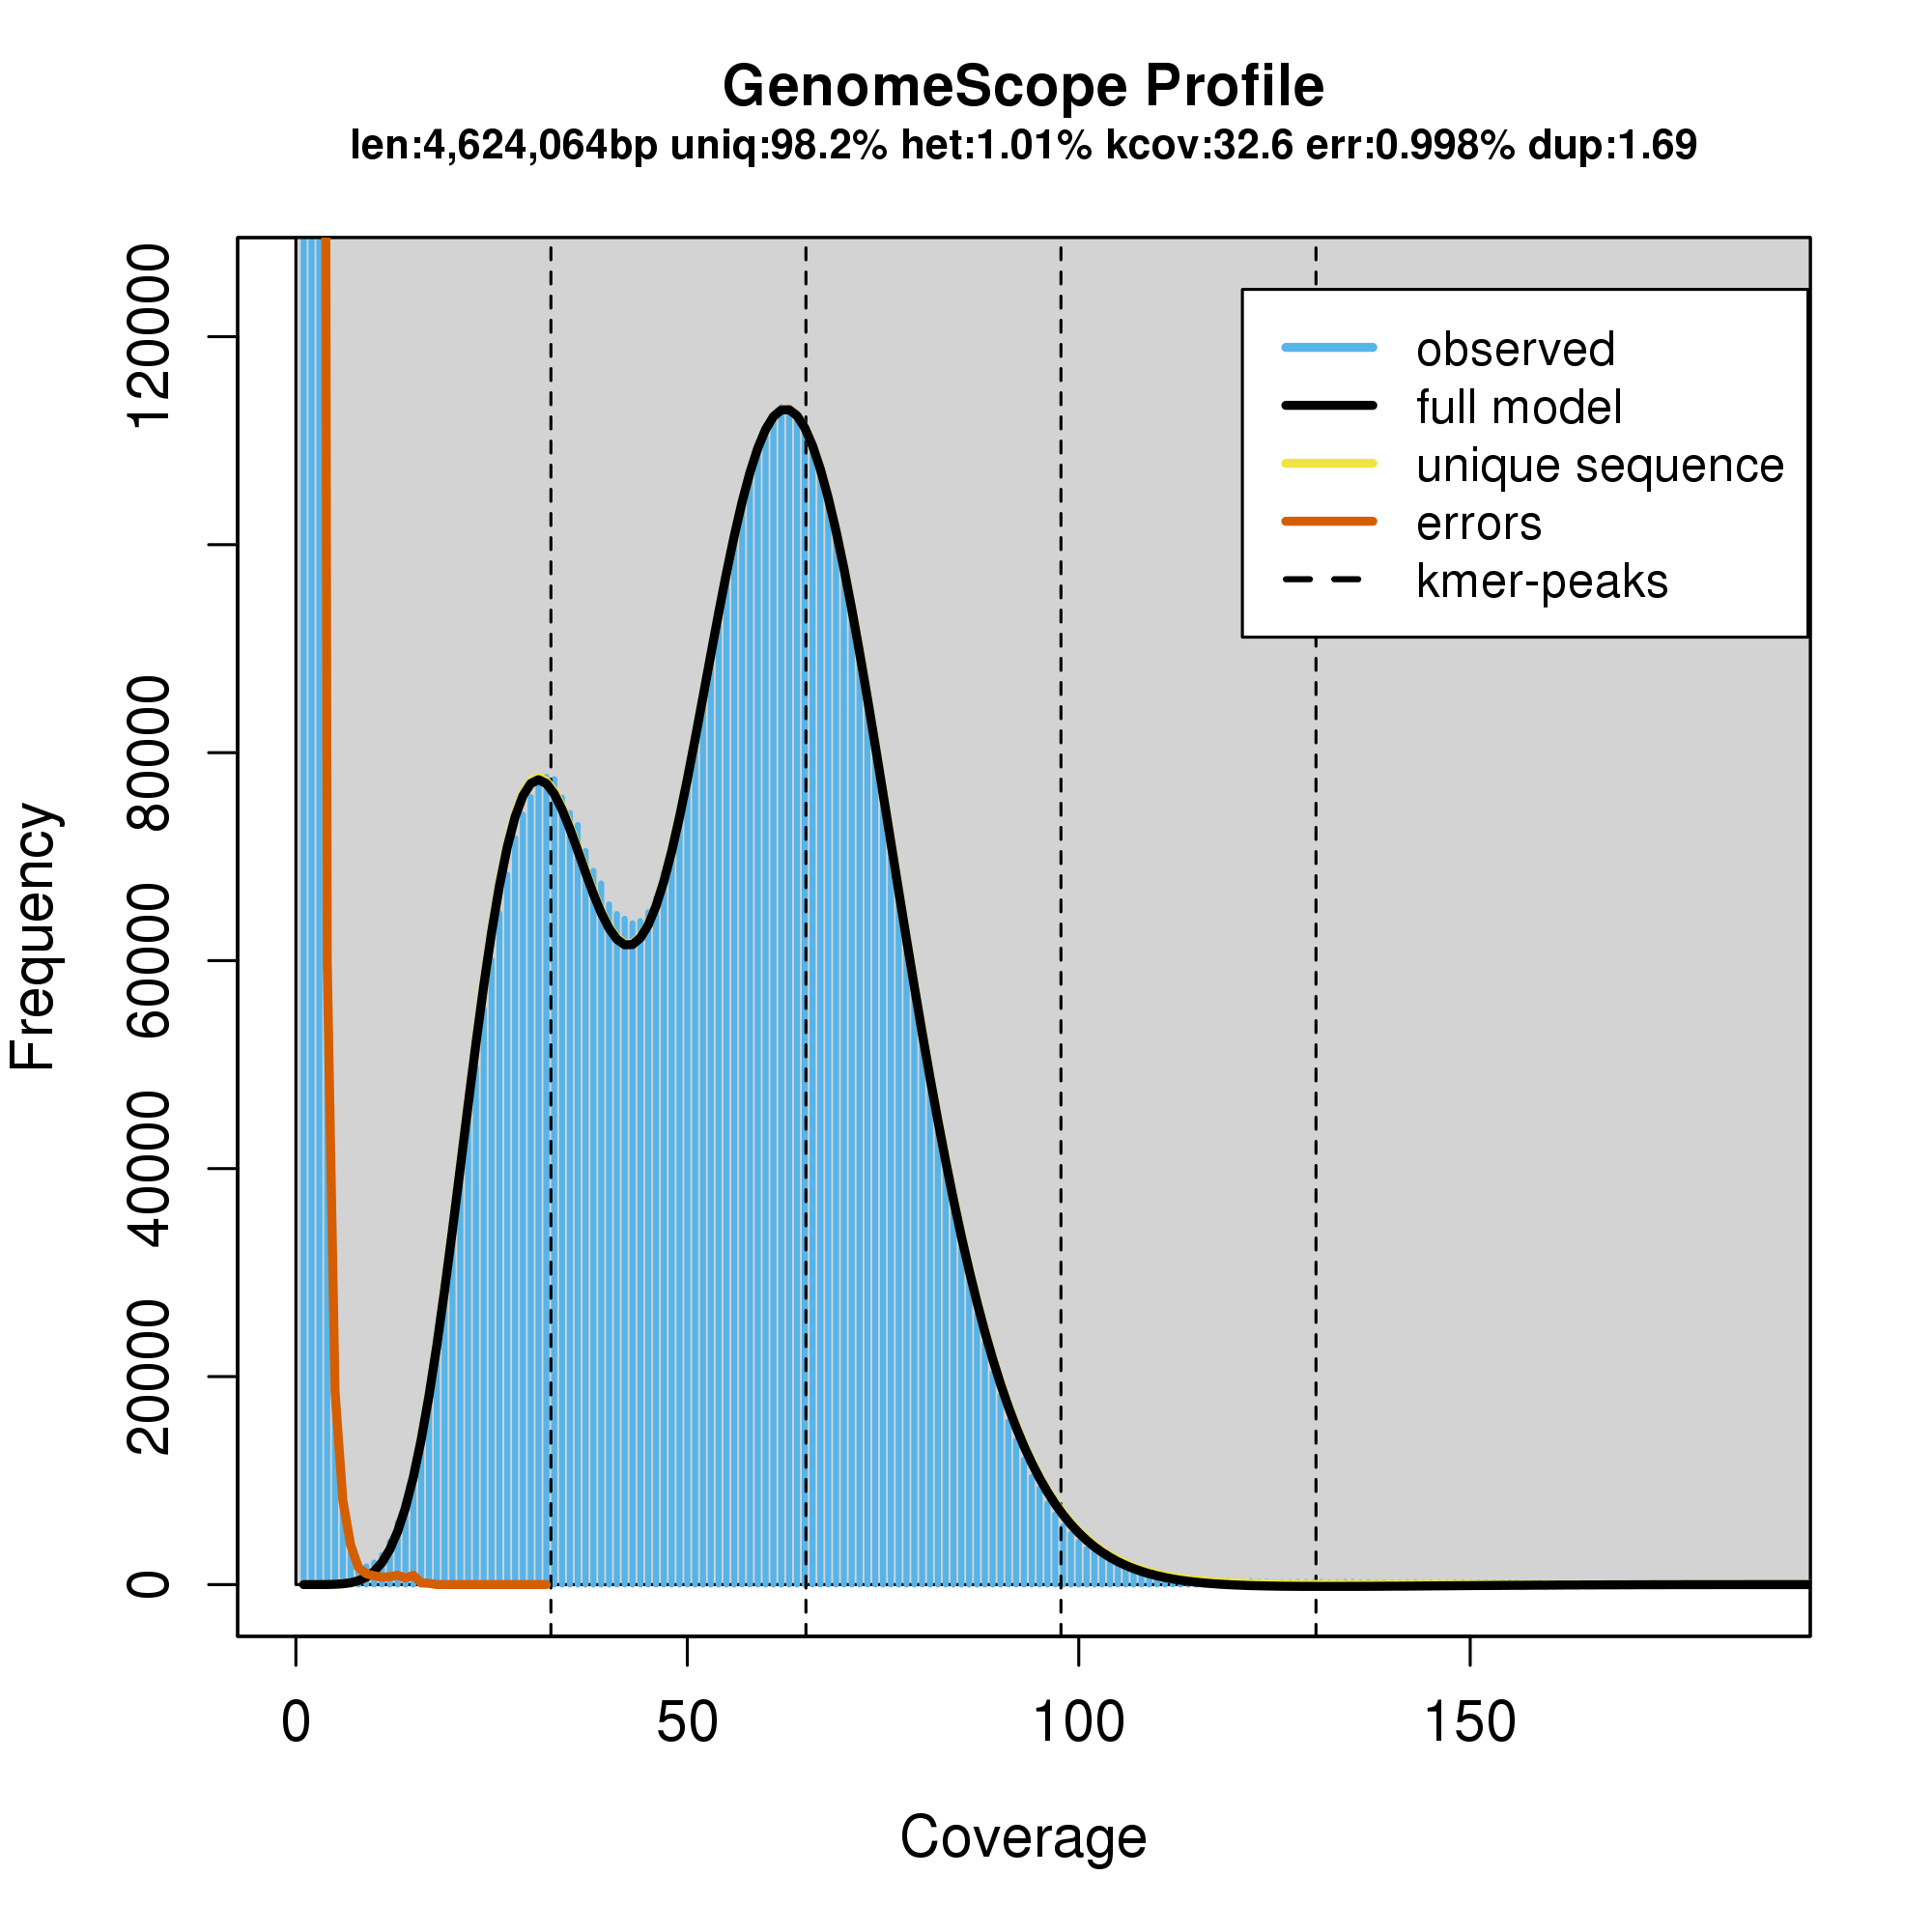 GenomeScope Profile
len:4,624,064bp uniq:98.2% het:1.01% kcov:32.6 err:0.998% dup:1.69
120000
80000
60000
40000
20000
0
Frequency
observed
full model
unique sequence
errors
kmer-peaks
0 50 100 150
Coverage